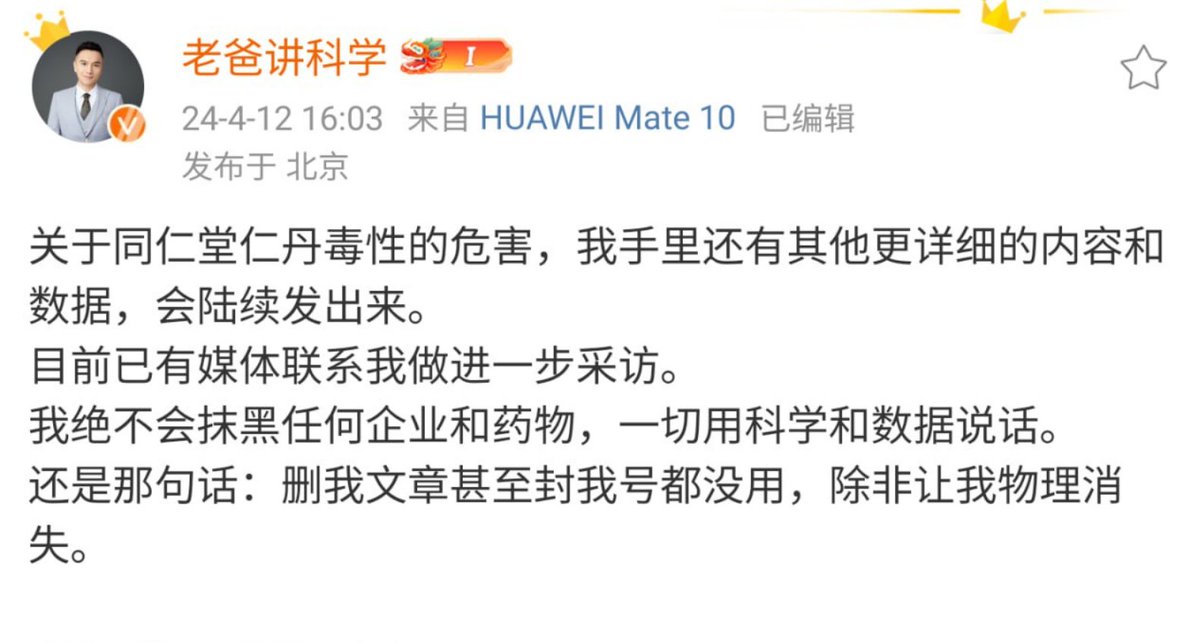 老爸讲科学 I
24-4-12 16:03 来自 HUAWEI Mate 10 已编辑
发布于 北京
关于同仁堂仁丹毒性的危害，我手里还有其他更详细的内容和
数据，会陆续发出来。
目前已有媒体联系我做进一步采访。
我绝不会抹黑任何企业和药物，一切用科学和数据说话。
还是那句话：删我文章甚至封我号都没用，除非让我物理消
失。